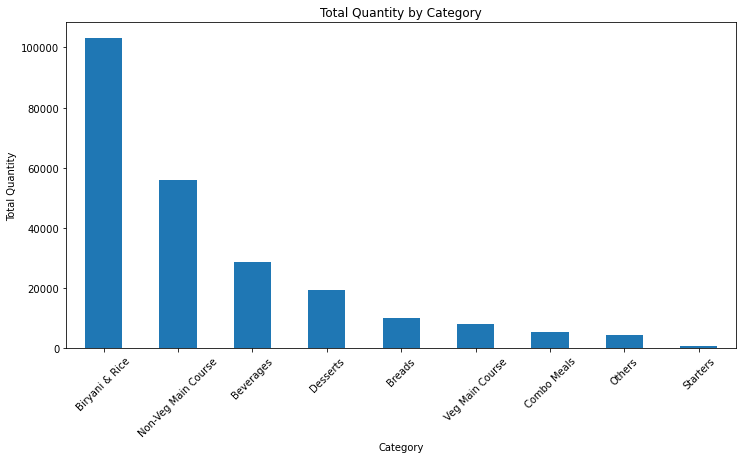 Total Quantity by Category
Total Quantity
100000
80000
60000
40000
20000
0
Biryani & Rice
Non-Veg Main Course
Beverages
Desserts
Breads
Veg Main Course
Combo Meals
Others
Starters
Category